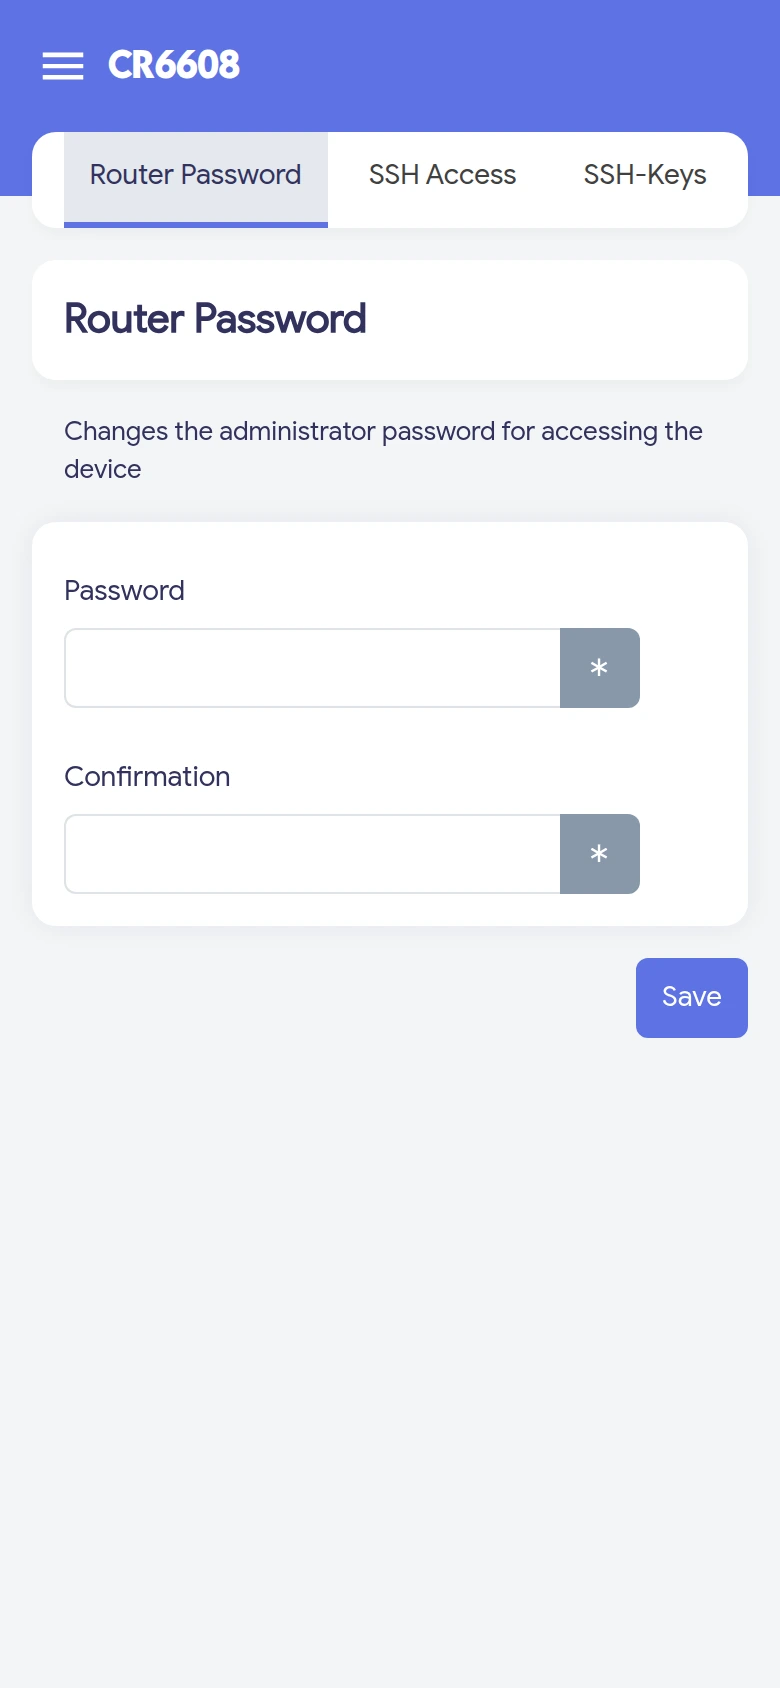 CR6608
Router Password SSH Access SSH-Keys
Router Password
Changes the administrator password for accessing the
device
Password
*
Confirmation
*
Save